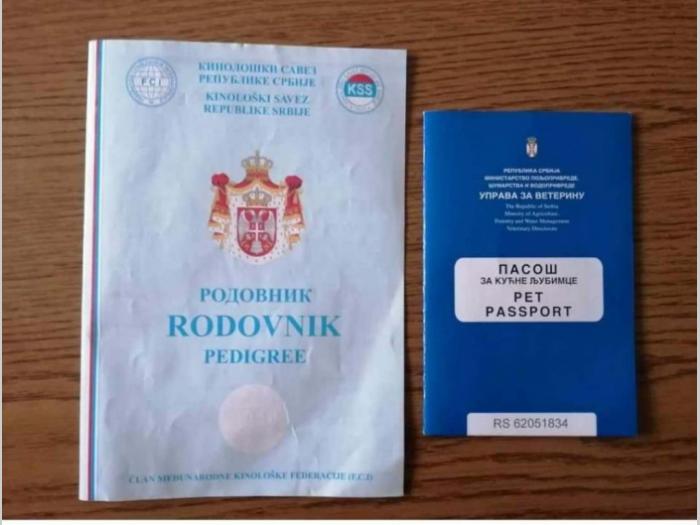 КИНОЛОШКИ САВЕЗ
РЕПУБЛИКЕ СРБИЈЕ
KINOLOŠKI SAVEZ
REPUBLIKE SRBIJE
FCI
KSS
РОДОВНИК
RODOVNIK
PEDIGREE
ČLAN MEĐUNARODNE KINOLOŠKE FEDERACIJE (F.C.I)
РЕПУБЛИКА СРБИЈА
МИНИСТАРСТВО ПОЉОПРИВРЕДЕ,
ШУМАРСТВА И ВОДОПРИВРЕДЕ
УПРАВА ЗА ВЕТЕРИНУ
The Republic of Serbia
Ministry of Agriculture,
Forestry and Water Management
Veterinary Directorate
ПАСОШ
ЗА КУЋНЕ ЉУБИМЦЕ
PET
PASSPORT
RS 62051834